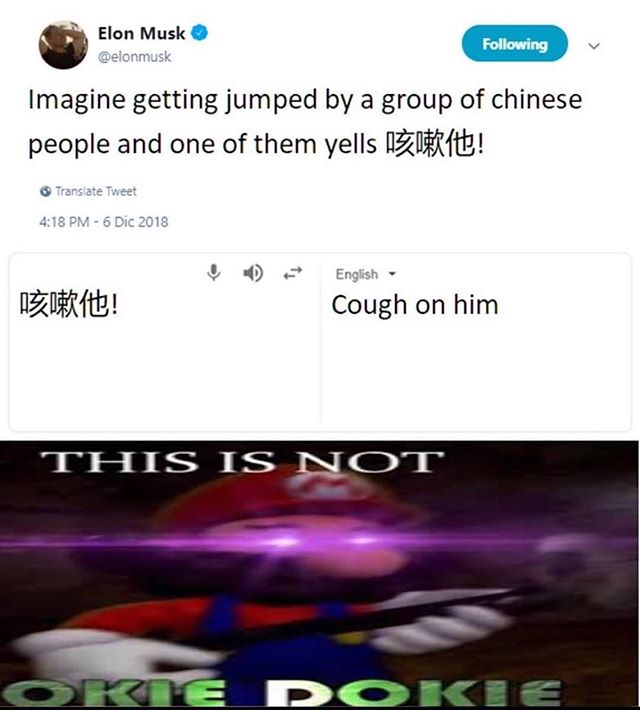 Elon Musk
Following
@elonmusk
Imagine getting jumped by a group of chinese
people and one of them yells 咳嗽他!
Translate Tweet
4:18 PM - 6 Dic 2018
English
咳嗽他!
Cough on him
THIS IS NOT
OKIE DOKIE